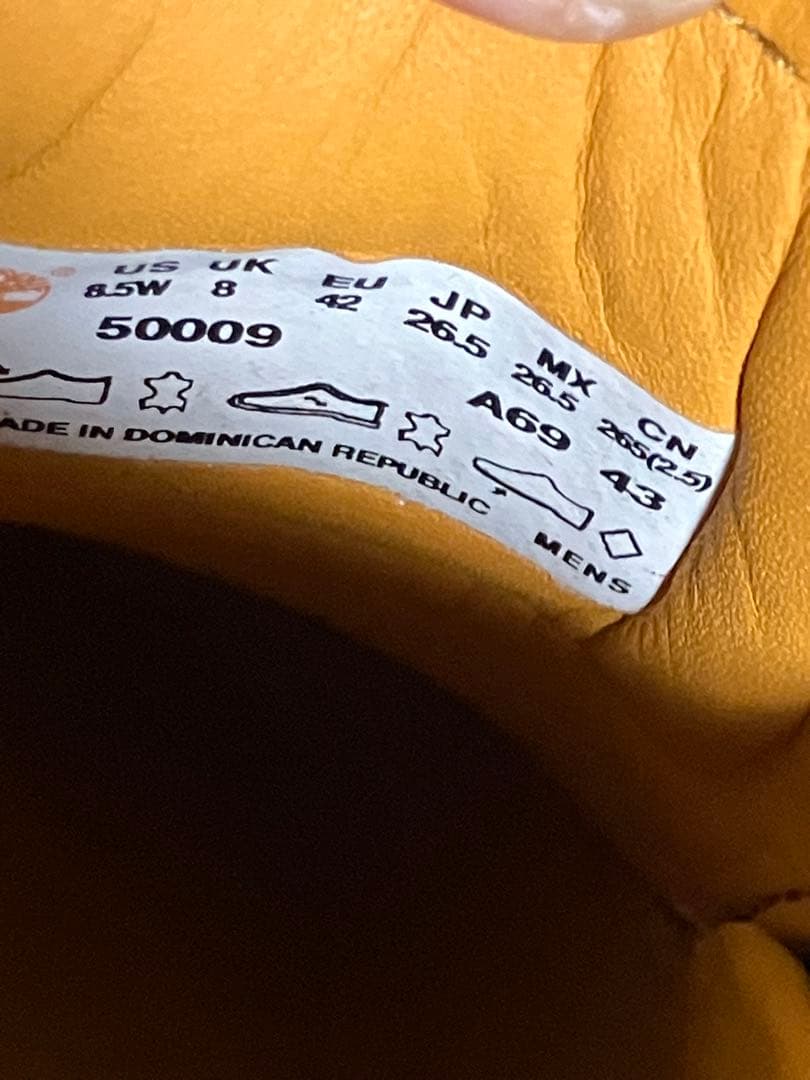 US UK EU JP MX CN
8.5W 8 42 26.5 26.5 265(2.5)
50009 A69 43
ADE IN DOMINICAN REPUBLIC MENS